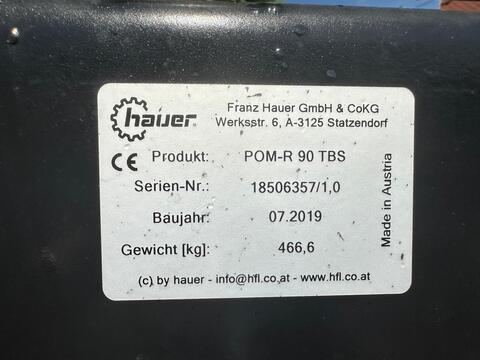 hauer
Franz Hauer GmbH & CoKG
Werksstr. 6, A-3125 Statzendorf
CE Produkt: POM-R 90 TBS
Serien-Nr.: 18506357/1,0
Baujahr: 07.2019
Gewicht [kg]: 466,6
(c) by hauer - info@hfl.co.at - www.hfl.co.at
Made in Austria